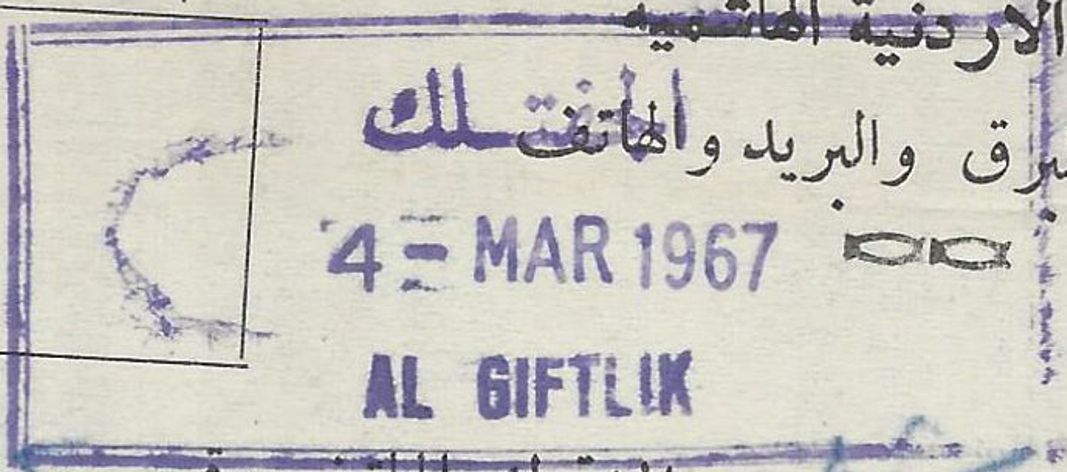 الاردنية الهاشمية
برق والبريد والهاتف
الجفتلك
4 = MAR 1967
AL GIFTLIK